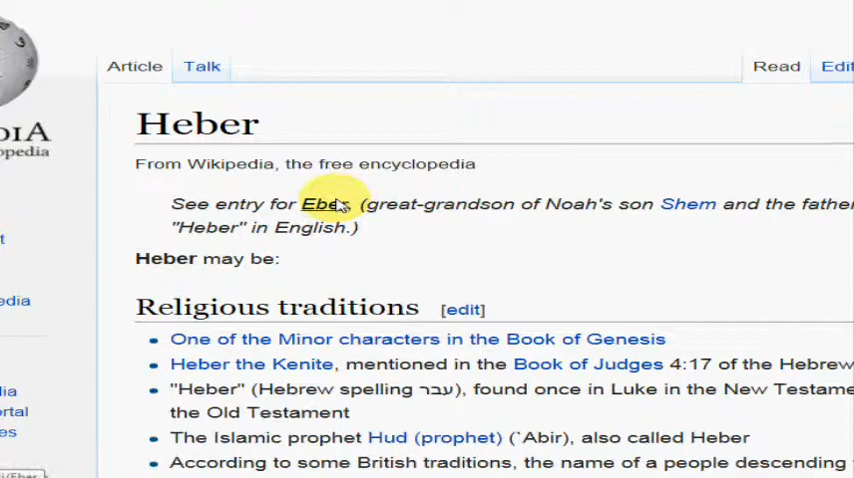 Article Talk Read Edit
Heber
From Wikipedia, the free encyclopedia
See entry for Eber, (great-grandson of Noah's son Shem and the father
"Heber" in English.)
Heber may be:
Religious traditions [edit]
One of the Minor characters in the Book of Genesis
Heber the Kenite, mentioned in the Book of Judges 4:17 of the Hebrew
"Heber" (Hebrew spelling עבר), found once in Luke in the New Testame
the Old Testament
The Islamic prophet Hud (prophet) (`Abir), also called Heber
According to some British traditions, the name of a people descending